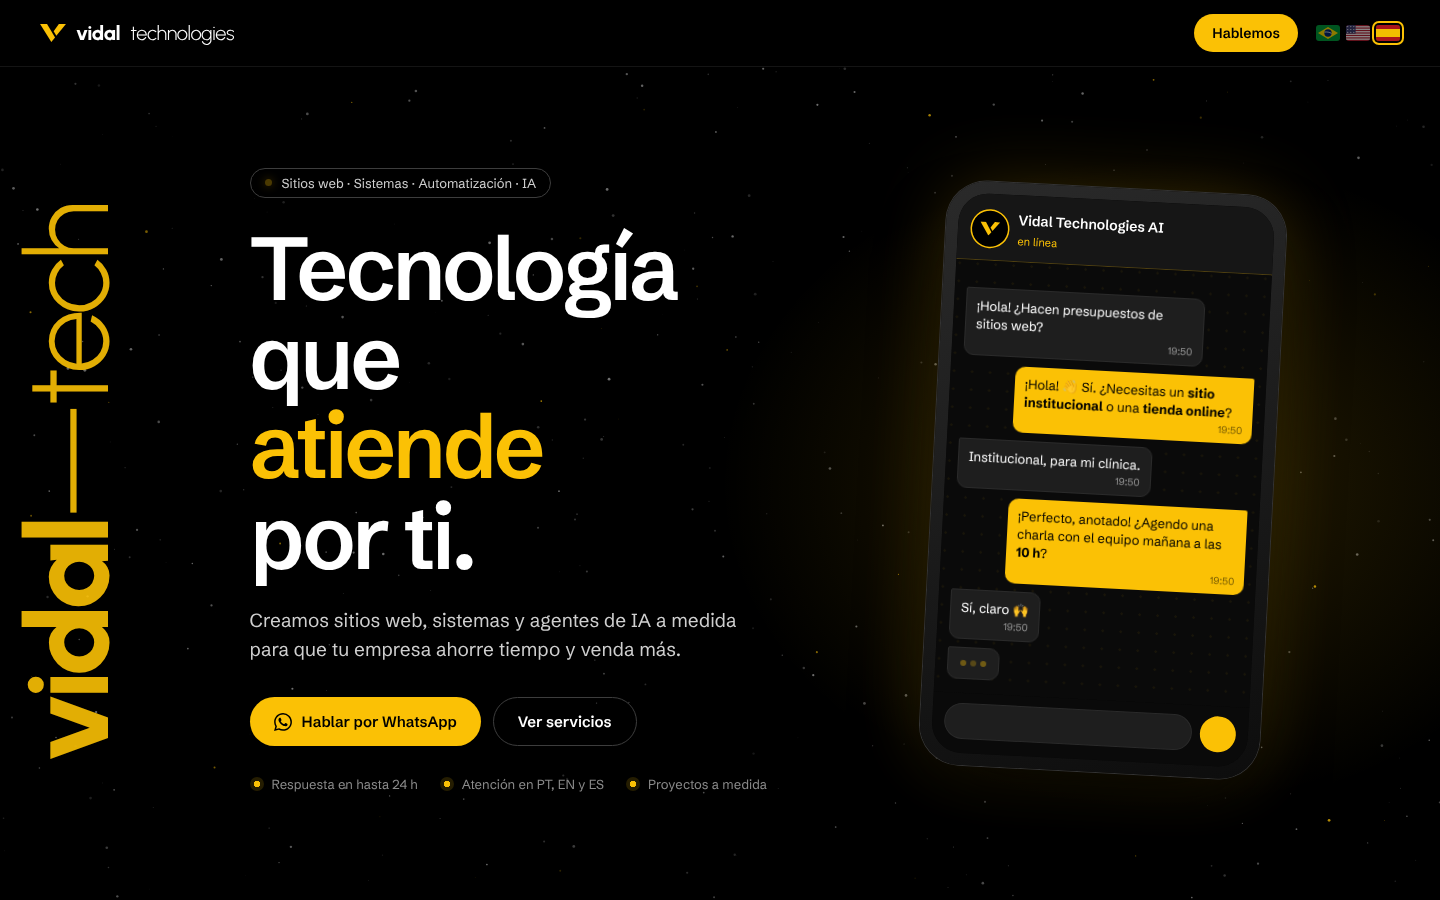 vidal technologies
Hablemos
vidal—tech
Sitios web · Sistemas · Automatización · IA
Tecnología
que
atiende
por ti.
Creamos sitios web, sistemas y agentes de IA a medida
para que tu empresa ahorre tiempo y venda más.
Hablar por WhatsApp
Ver servicios
Respuesta en hasta 24 h
Atención en PT, EN y ES
Proyectos a medida
Vidal Technologies AI
en línea
¡Hola! ¿Hacen presupuestos de
sitios web?
19:50
¡Hola! 👋 Sí. ¿Necesitas un sitio
institucional o una tienda online?
19:50
Institucional, para mi clínica.
19:50
¡Perfecto, anotado! ¿Agendo una
charla con el equipo mañana a las
10 h?
19:50
Sí, claro 🙌
19:50